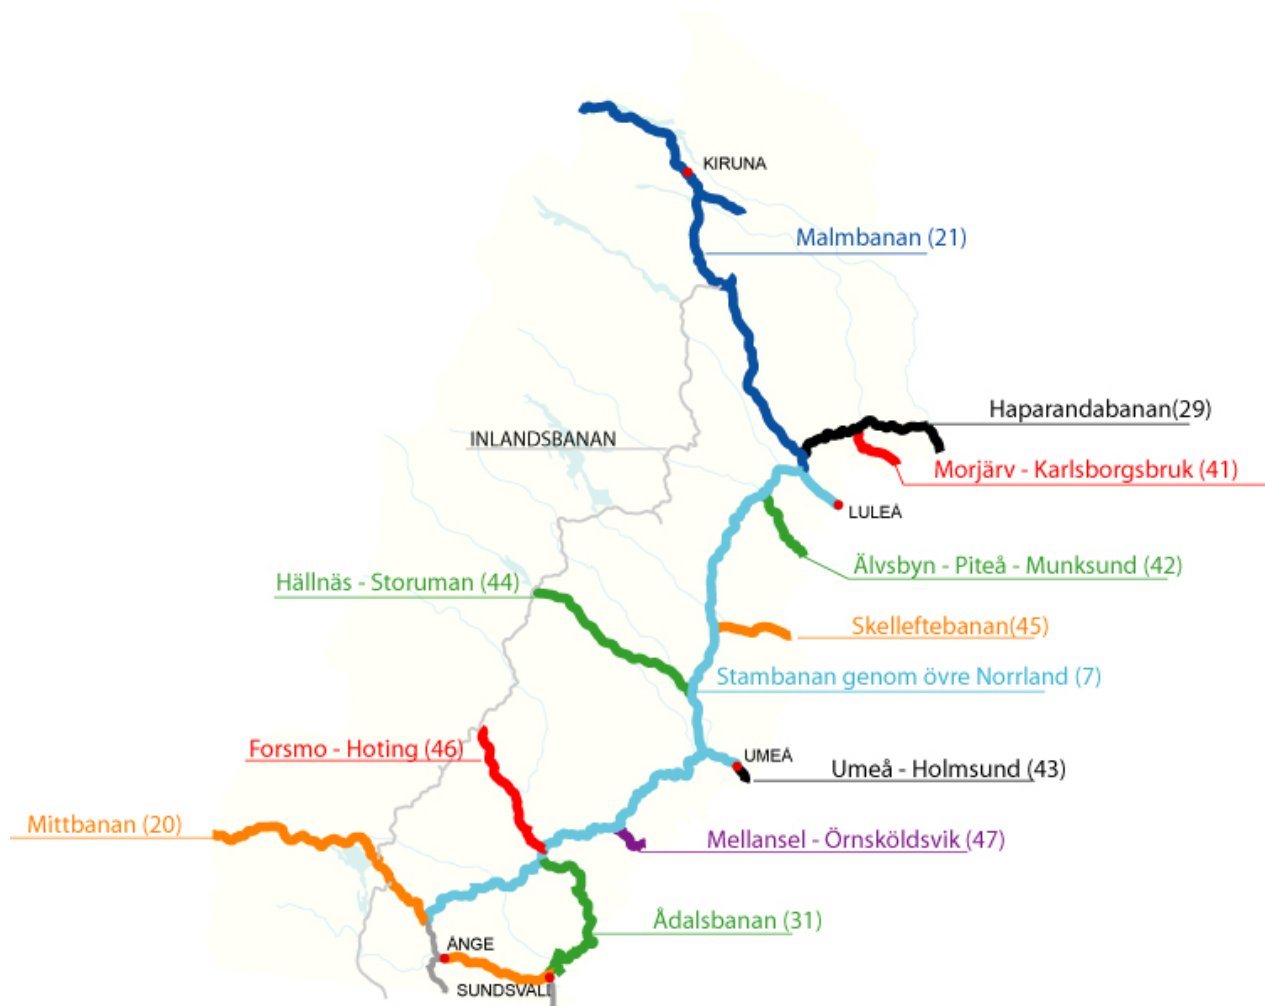 KIRUNA
Malmbanan (21)
Haparandabanan(29)
INLANDSBANAN
Morjärv - Karlsborgsbruk (41)
LULEÅ
Älvsbyn - Piteå - Munksund (42)
Hällnäs - Storuman (44)
Skelleftebanan(45)
Stambanan genom övre Norrland (7)
Forsmo - Hoting (46)
UMEÅ
Umeå - Holmsund (43)
Mittbanan (20)
Mellansel - Örnsköldsvik (47)
Ådalsbanan (31)
ÅNGE
SUNDSVALL